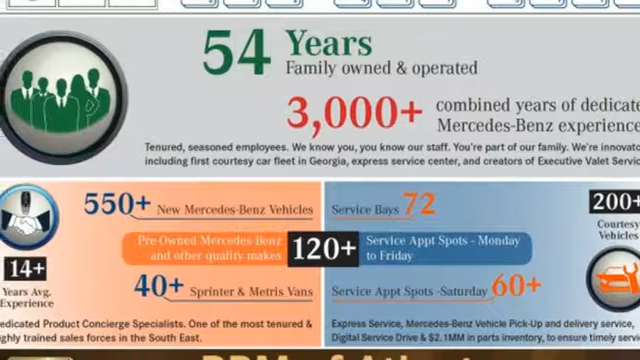 54 Years
Family owned & operated
3,000+ combined years of dedicate
Mercedes-Benz experience
Tenured, seasoned employees. We know you, you know our staff. You're part of our family. We're innovato
including first courtesy car fleet in Georgia, express service center, and creators of Executive Valet Servic
550+ New Mercedes-Benz Vehicles
Service Bays 72
200+
Courtesy
Vehicles
Pre-Owned Mercedes-Benz
and other quality makes
120+
Service Appt Spots - Monday
to Friday
14+
Years Avg.
Experience
40+ Sprinter & Metris Vans
Service Appt Spots -Saturday 60+
edicated Product Concierge Specialists. One of the most tenured &
ghly trained sales forces in the South East.
Express Service, Mercedes-Benz Vehicle Pick-Up and delivery service,
Digital Service Drive & $2.1MM in parts inventory, to ensure timely servi